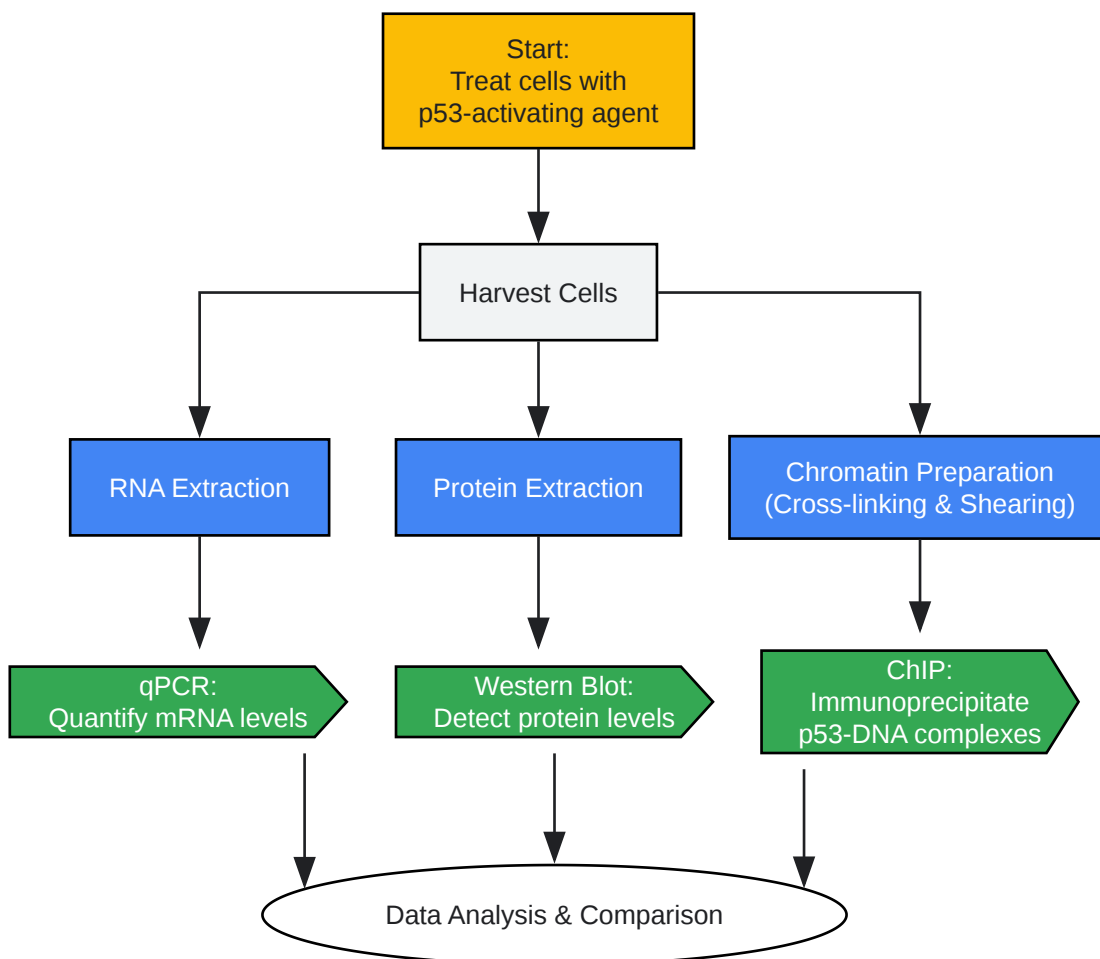 Start:
Treat cells with
p53-activating agent
Harvest Cells
RNA Extraction
Protein Extraction
Chromatin Preparation
(Cross-linking & Shearing)
qPCR:
Quantify mRNA levels
Western Blot:
Detect protein levels
ChIP:
Immunoprecipitate
p53-DNA complexes
Data Analysis & Comparison